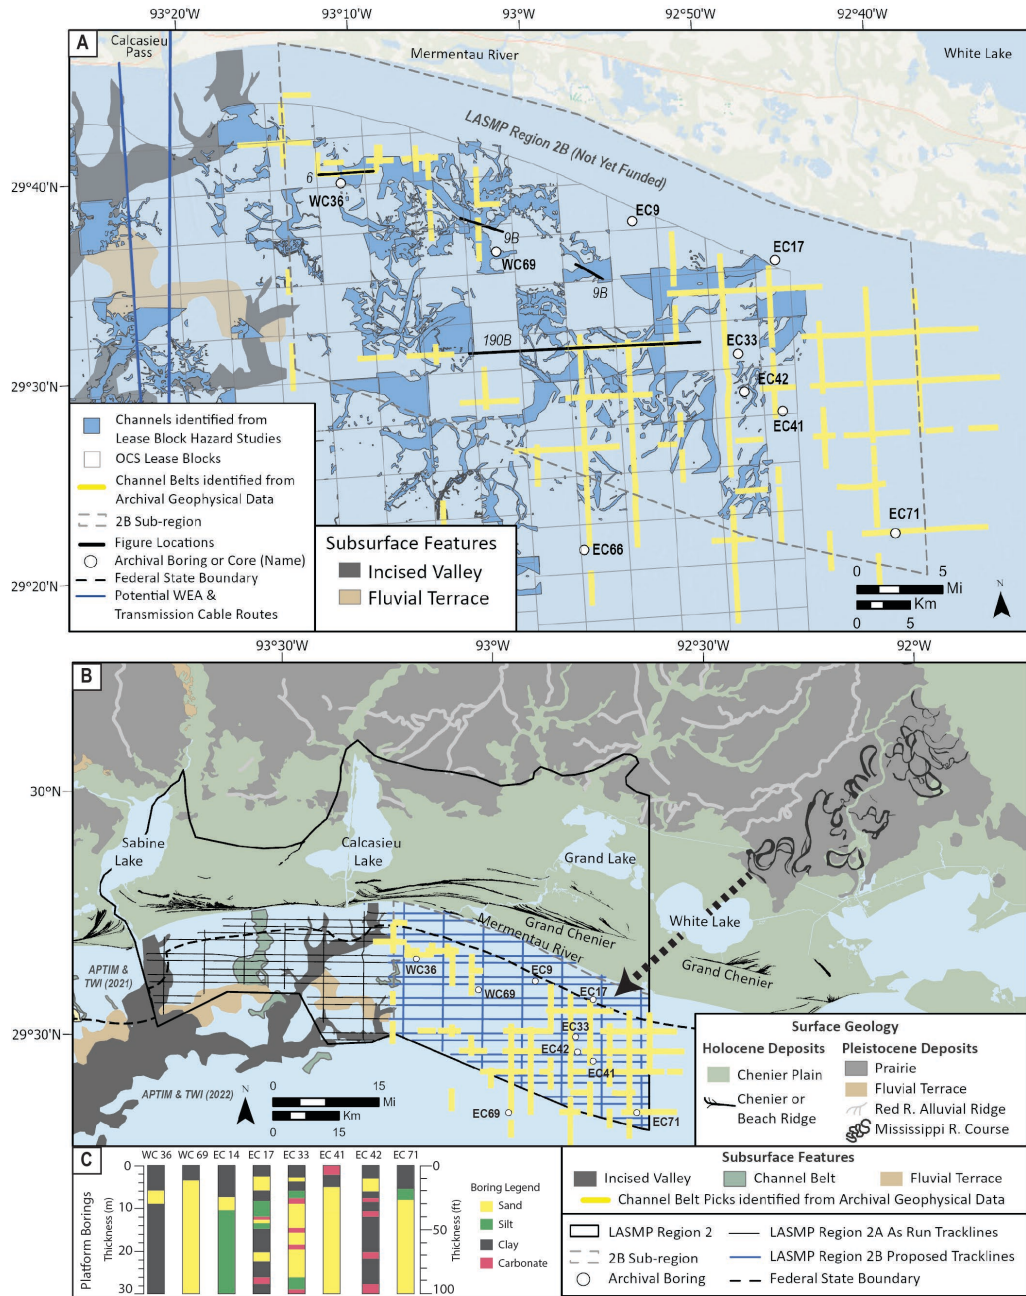 93°20'W
93°10'W
93°W
92°50'W
92°40'W
A
Calcasieu
Pass
Mermentau River
White Lake
LASMP Region 2B (Not Yet Funded)
29°40'N
6
WC36
EC9
9B
WC69
EC17
9B
190B
EC33
29°30'N
EC42
EC41
Channels identified from
Lease Block Hazard Studies
OCS Lease Blocks
Channel Belts identified from
Archival Geophysical Data
2B Sub-region
Figure Locations
Archival Boring or Core (Name)
Federal State Boundary
Potential WEA &
Transmission Cable Routes
Subsurface Features
Incised Valley
Fluvial Terrace
EC71
EC66
29°20'N
0 5
Mi
Km
0 5
N
93°30'W
93°W
92°30'W
92°W
B
30°N
Sabine
Lake
Calcasieu
Lake
Grand Lake
White Lake
Mermentau River
Grand Chenier
Grand Chenier
APTIM &
TWI (2021)
WC36
EC9
WC69
EC17
29°30'N
EC33
EC42
EC41
APTIM & TWI (2022)
N
0 15
Mi
Km
0 15
EC69
EC71
Surface Geology
Holocene Deposits
Chenier Plain
Chenier or
Beach Ridge
Pleistocene Deposits
Prairie
Fluvial Terrace
Red R. Alluvial Ridge
Mississippi R. Course
C
WC 36 WC 69 EC 14 EC 17 EC 33 EC 41 EC 42 EC 71
Platform Borings
Thickness (m)
0
10
20
30
Thickness (ft)
0
50
100
Boring Legend
Sand
Silt
Clay
Carbonate
Subsurface Features
Incised Valley
Channel Belt
Fluvial Terrace
Channel Belt Picks identified from Archival Geophysical Data
LASMP Region 2
2B Sub-region
Archival Boring
LASMP Region 2A As Run Tracklines
LASMP Region 2B Proposed Tracklines
Federal State Boundary